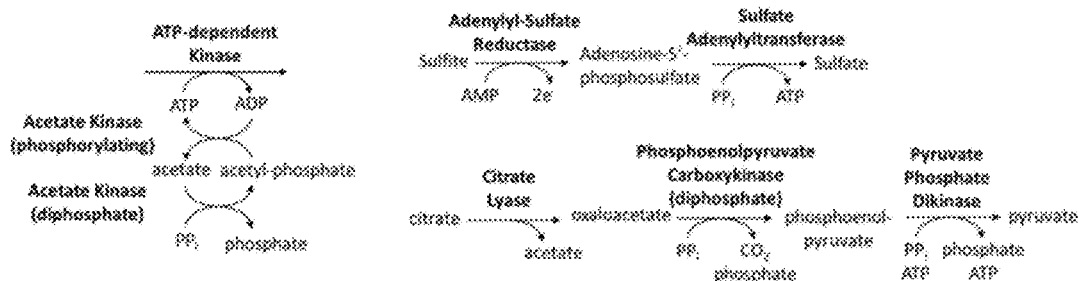 ATP-dependent
Kinase
ATP ADP
Acetate Kinase
(phosphorylating)
acetate acetyl-phosphate
Acetate Kinase
(diphosphate)
PPi phosphate
Adenylyl-Sulfate
Reductase
Sulfate
Adenylyltransferase
Sulfite
Adenosine-5'-
phosphosulfate
Sulfate
AMP 2e-
PPi ATP
Citrate
Lyase
Phosphoenolpyruvate
Carboxykinase
(diphosphate)
Pyruvate
Phosphate
Dikinase
citrate
oxaloacetate
phosphoenol-
pyruvate
pyruvate
acetate
PPi CO2,
phosphate
PPi phosphate
ATP ATP